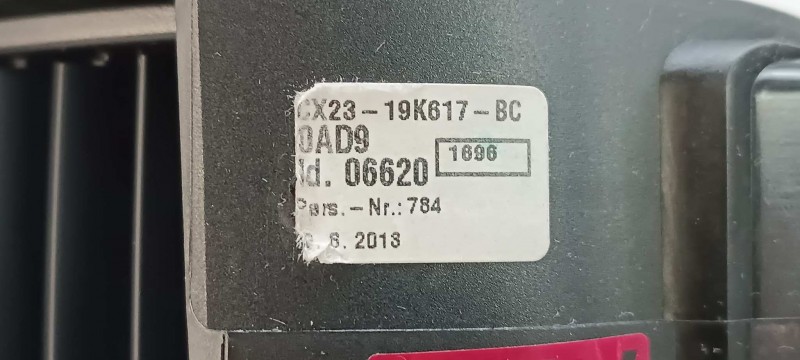 CX23-19K617-BC
0AD9
Id. 06620
1696
Pers.-Nr.: 784
6. 2013